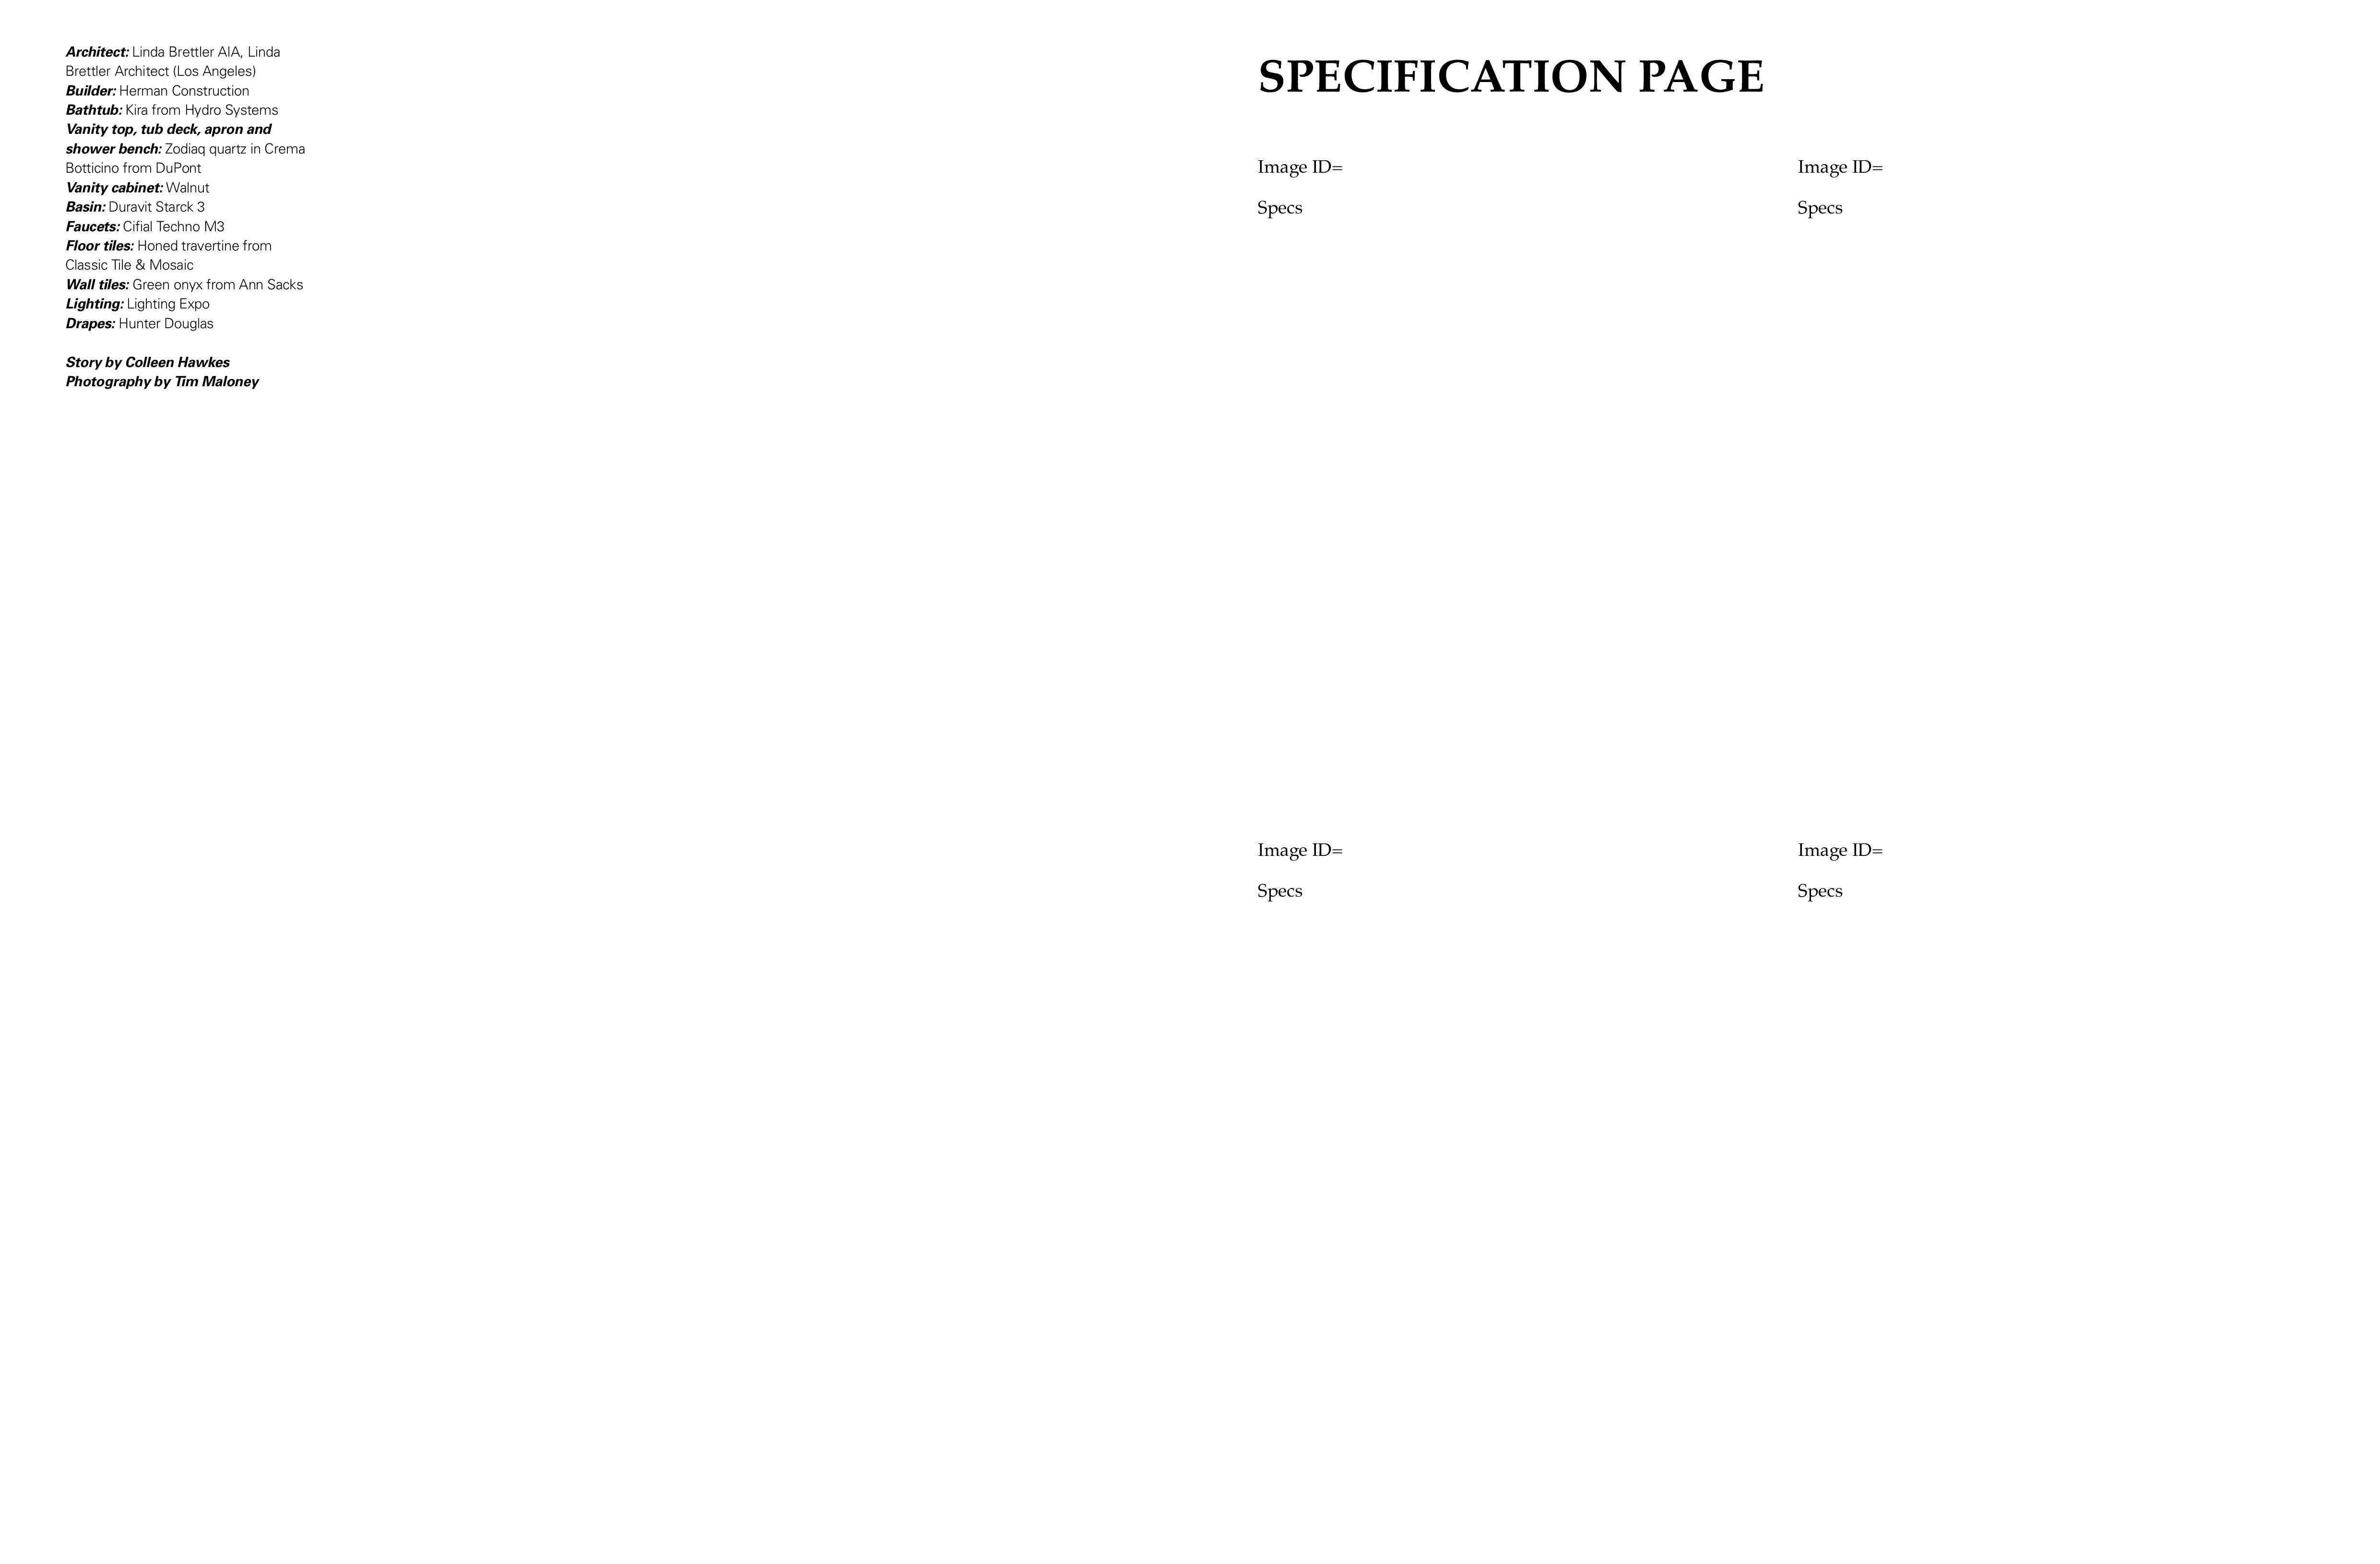 Architect: Linda Brettler AIA, Linda
Brettler Architect (Los Angeles)
Builder: Herman Construction
Bathtub: Kira from Hydro Systems
Vanity top, tub deck, apron and
shower bench: Zodiaq quartz in Crema
Botticino from DuPont
Vanity cabinet: Walnut
Basin: Duravit Starck 3
Faucets: Cifial Techno M3
Floor tiles: Honed travertine from
Classic Tile & Mosaic
Wall tiles: Green onyx from Ann Sacks
Lighting: Lighting Expo
Drapes: Hunter Douglas
Story by Colleen Hawkes
Photography by Tim Maloney
SPECIFICATION PAGE
Image ID=
Specs
Image ID=
Specs
Image ID=
Specs
Image ID=
Specs